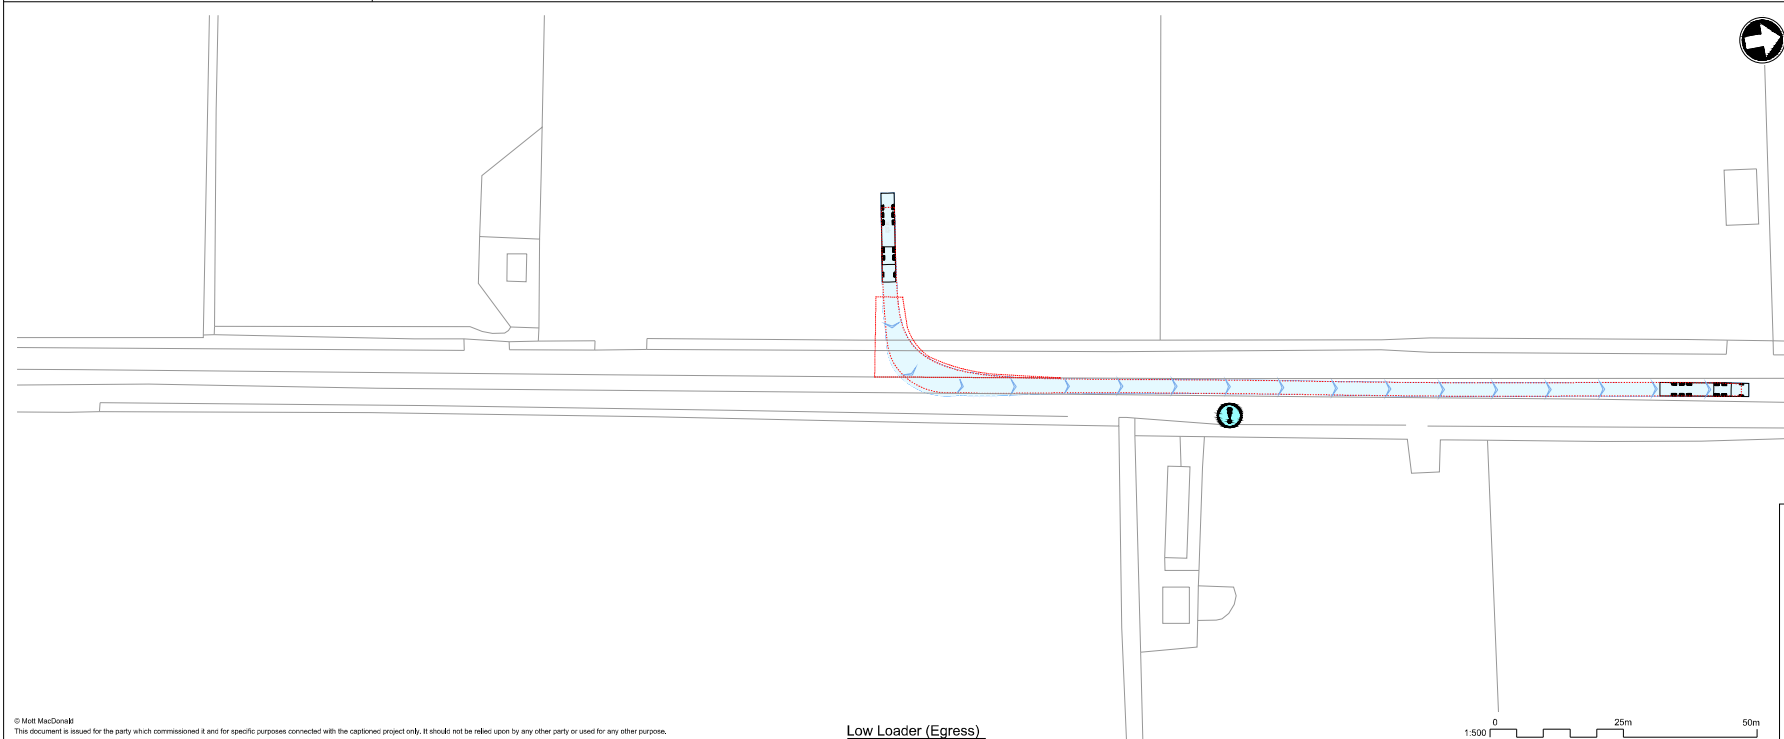 © Mott MacDonald
This document is issued for the party which commissioned it and for specific purposes connected with the captioned project only. It should not be relied upon by any other party or used for any other purpose.
Low Loader (Egress)
0 25m 50m
1:500